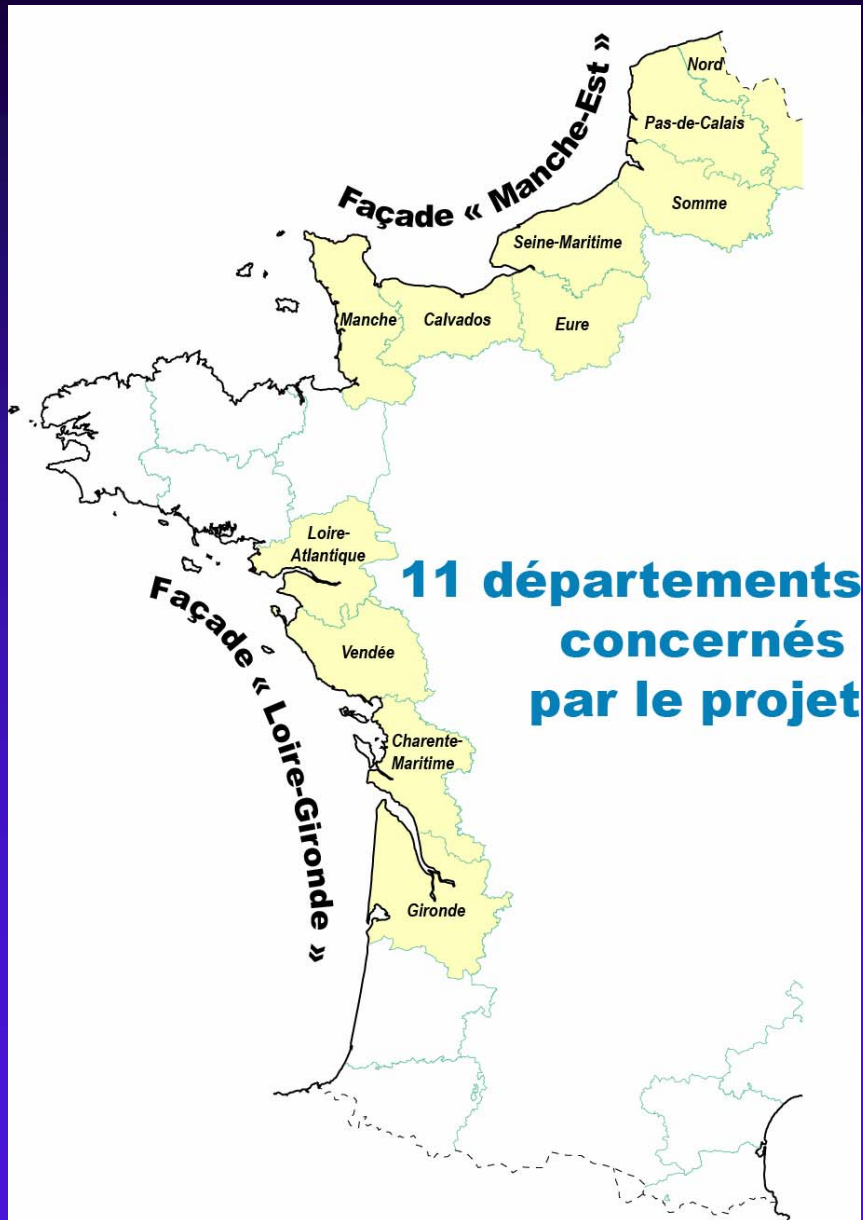 Façade « Manche-Est »
Nord
Pas-de-Calais
Somme
Seine-Maritime
Manche
Calvados
Eure
Loire-
Atlantique
11 départements
concernés
par le projet
Façade « Loire-Gironde »
Vendée
Charente-
Maritime
Gironde